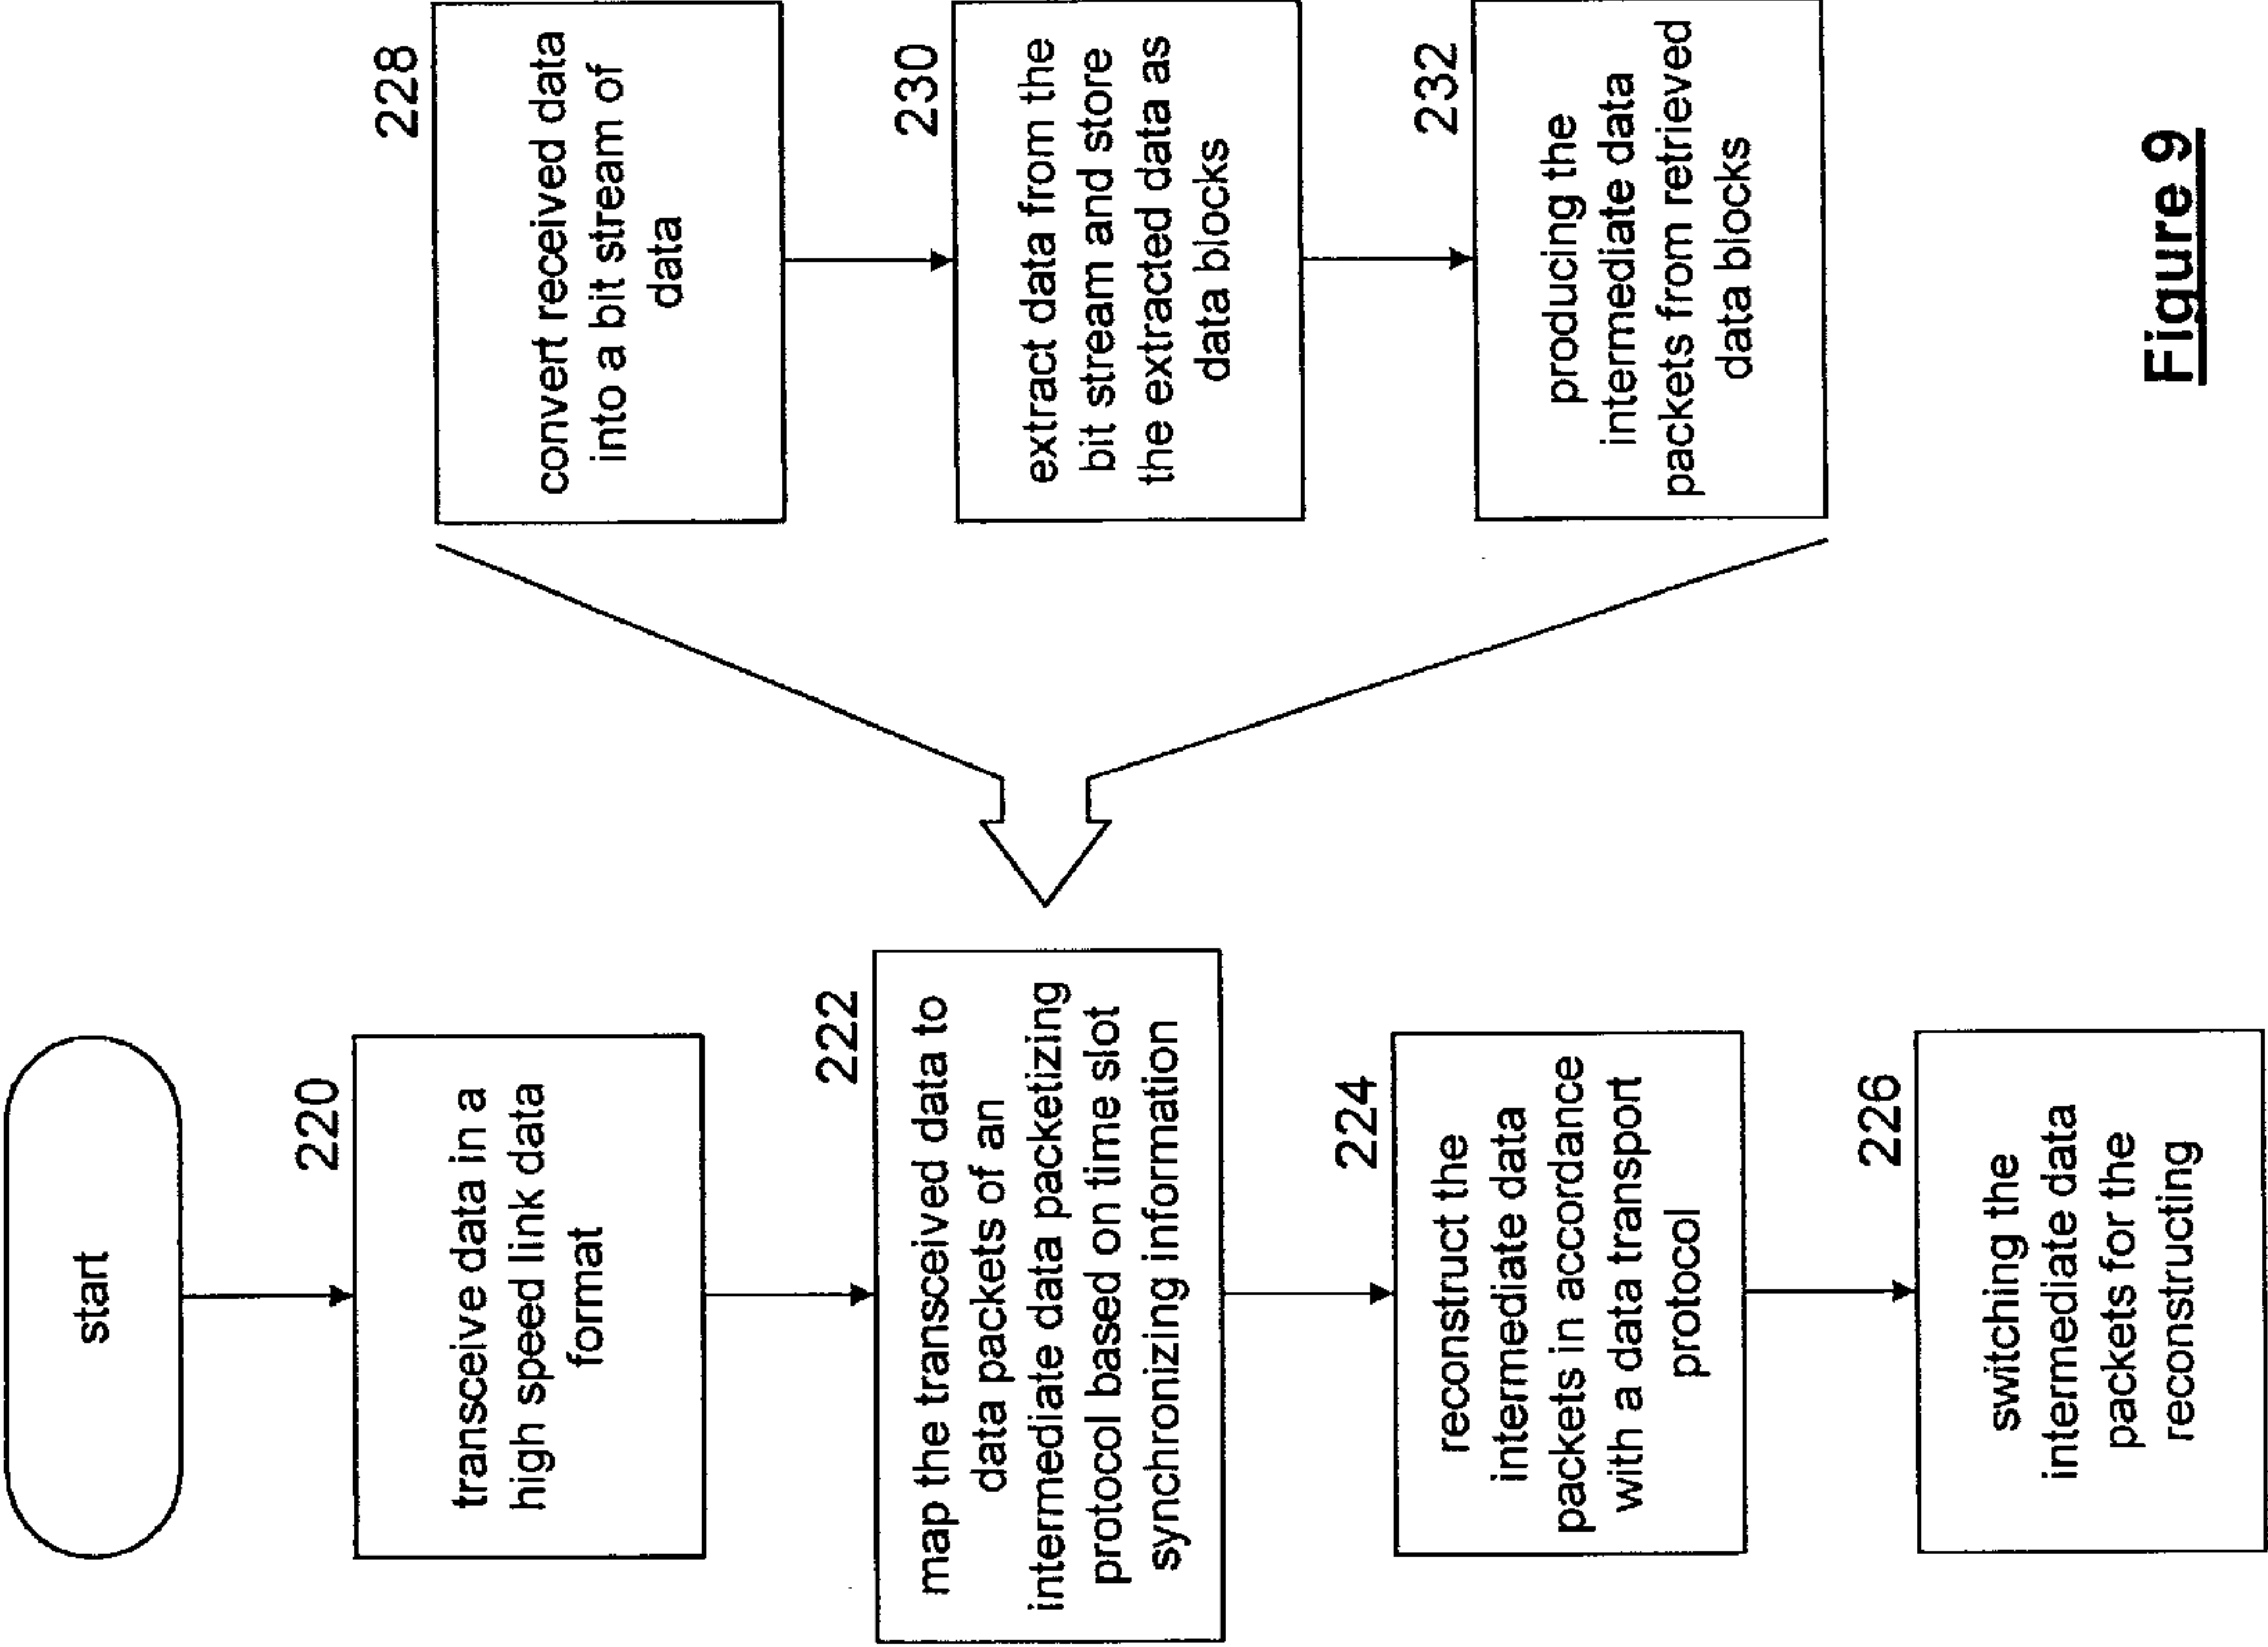 start
220
transceive data in a
high speed link data
format
222
map the transceived data to
data packets of an
intermediate data packetizing
protocol based on time slot
synchronizing information
224
reconstruct the
intermediate data
packets in accordance
with a data transport
protocol
226
switching the
intermediate data
packets for the
reconstructing
228
convert received data
into a bit stream of
data
230
extract data from the
bit stream and store
the extracted data as
data blocks
232
producing the
intermediate data
packets from retrieved
data blocks
Figure 9